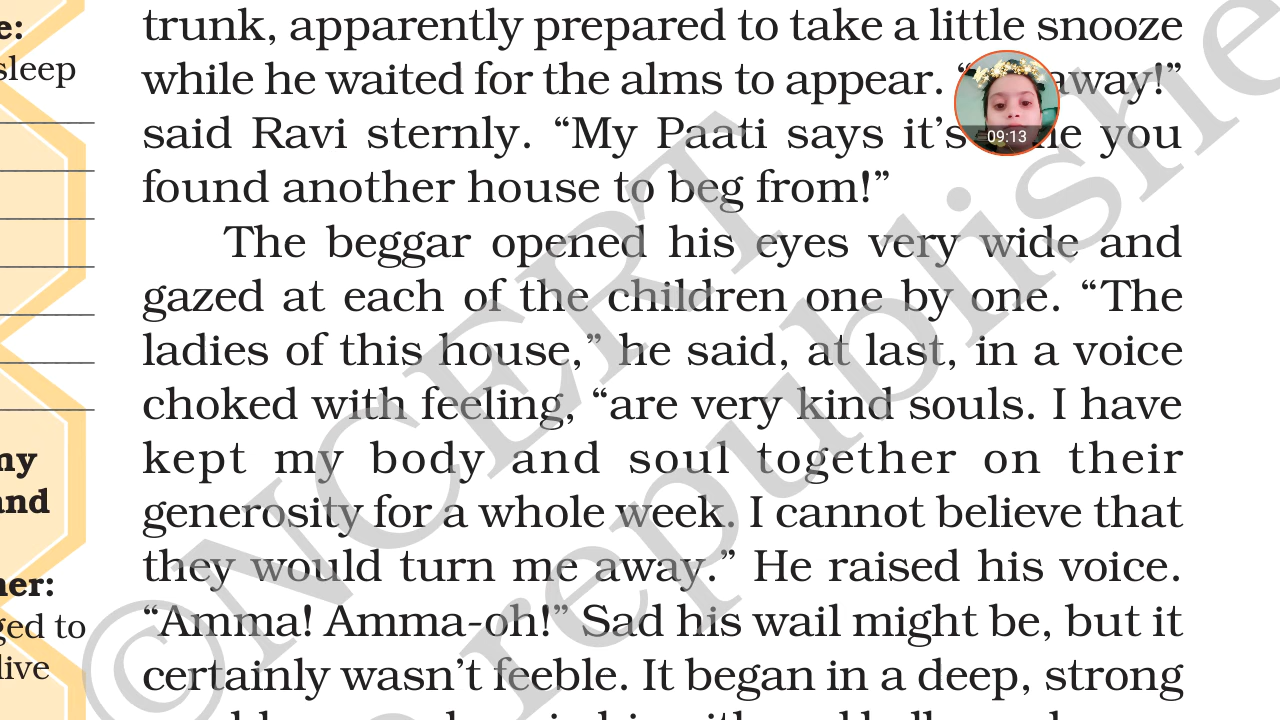 trunk, apparently prepared to take a little snooze
while he waited for the alms to appear. “ away!”
said Ravi sternly. “My Paati says it’s you
found another house to beg from!”
The beggar opened his eyes very wide and
gazed at each of the children one by one. “The
ladies of this house,” he said, at last, in a voice
choked with feeling, “are very kind souls. I have
kept my body and soul together on their
generosity for a whole week. I cannot believe that
they would turn me away.” He raised his voice.
“Amma! Amma-oh!” Sad his wail might be, but it
certainly wasn’t feeble. It began in a deep, strong
e:
sleep
ny
and
ner:
ged to
live
09:13
©NCERT
republishe